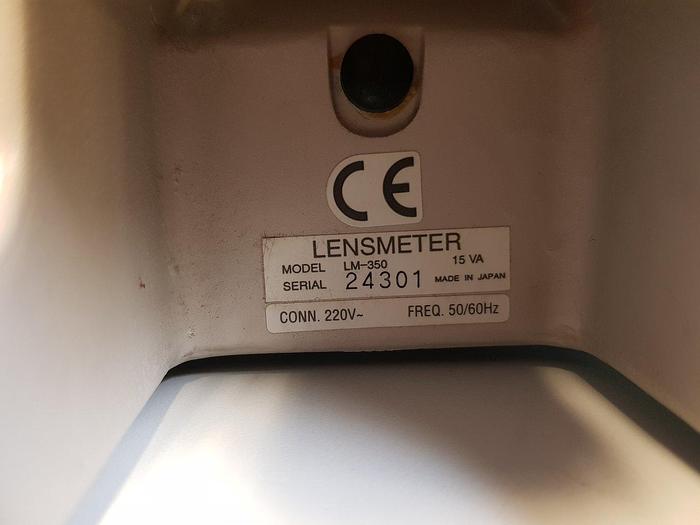 CE
LENSMETER
MODEL LM-350 15 VA
SERIAL 24301 MADE IN JAPAN
CONN. 220V~ FREQ. 50/60Hz